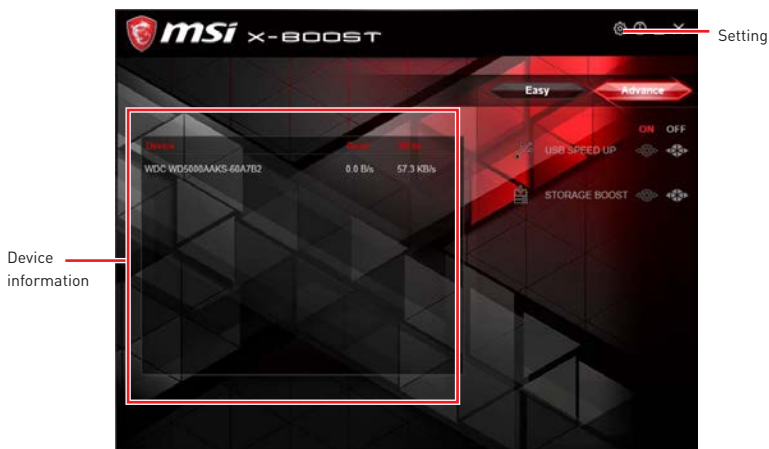 msi X-BOOST
Setting
Easy Advance
ON OFF
Device Read Write
USB SPEED UP
WDC WD5000AAKS-60A7B2 0.0 B/s 57.3 KB/s
STORAGE BOOST
Device
information